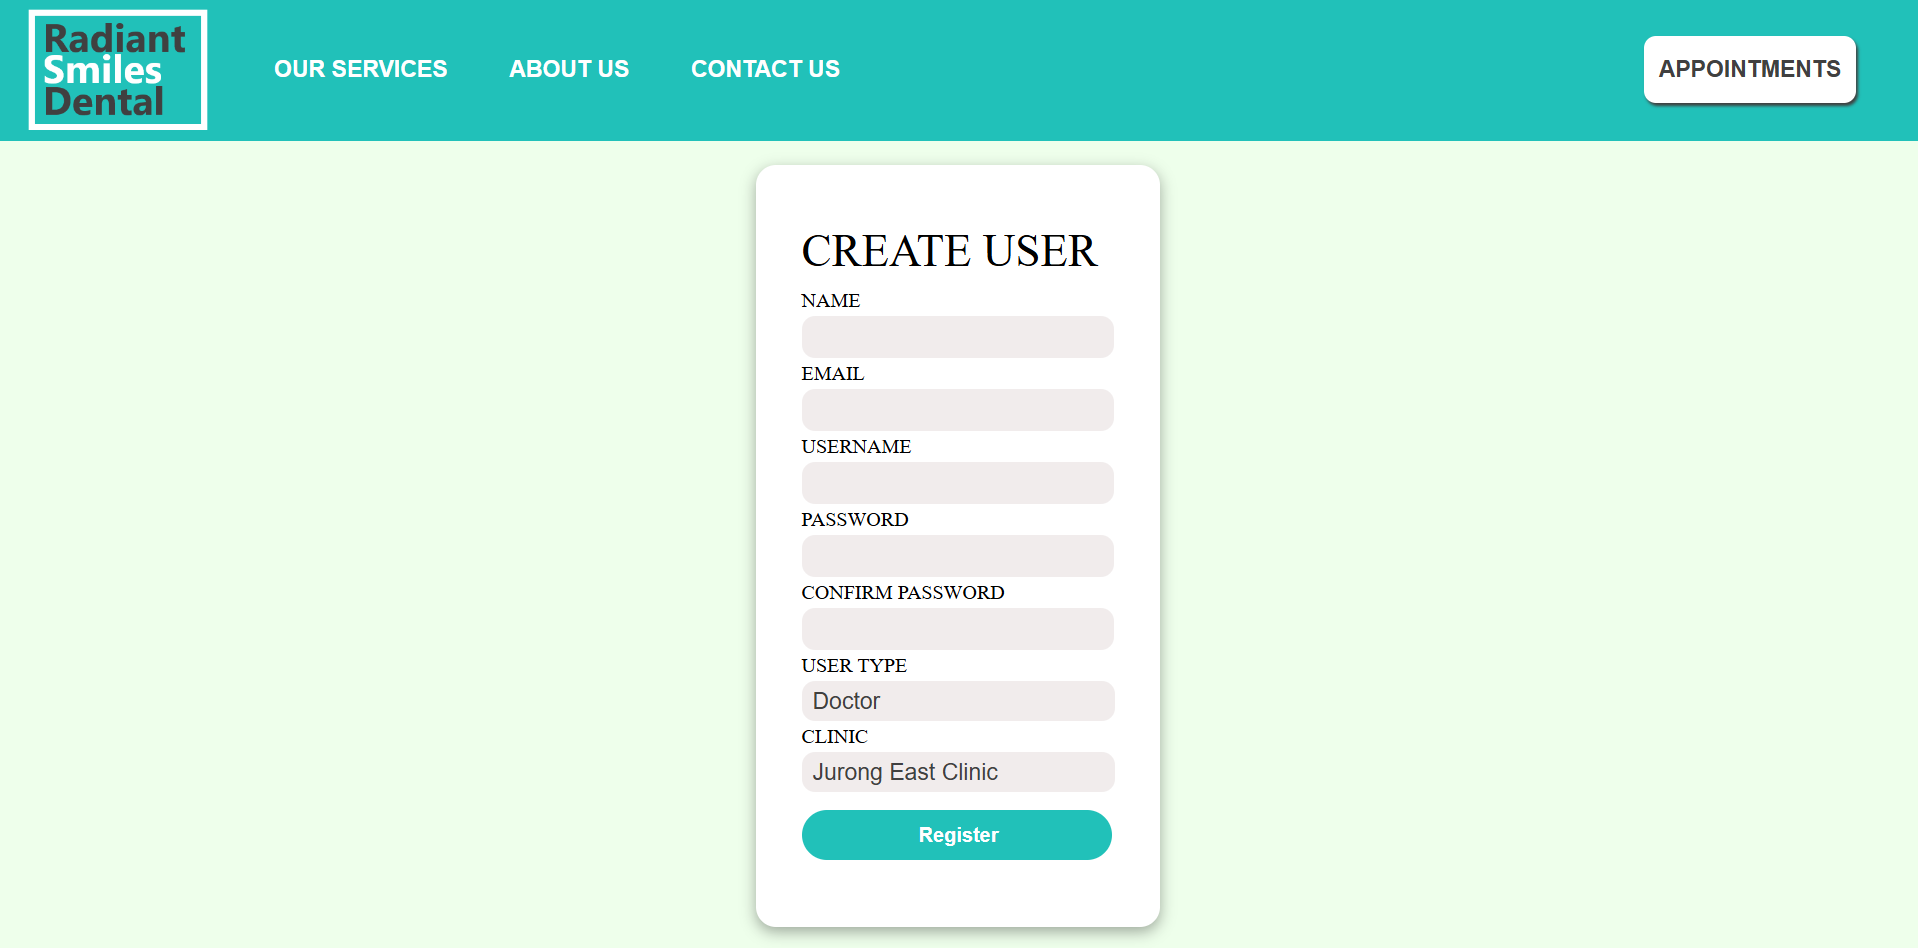 Radiant
Smiles
Dental
OUR SERVICES
ABOUT US
CONTACT US
APPOINTMENTS
CREATE USER
NAME
EMAIL
USERNAME
PASSWORD
CONFIRM PASSWORD
USER TYPE
Doctor
CLINIC
Jurong East Clinic
Register